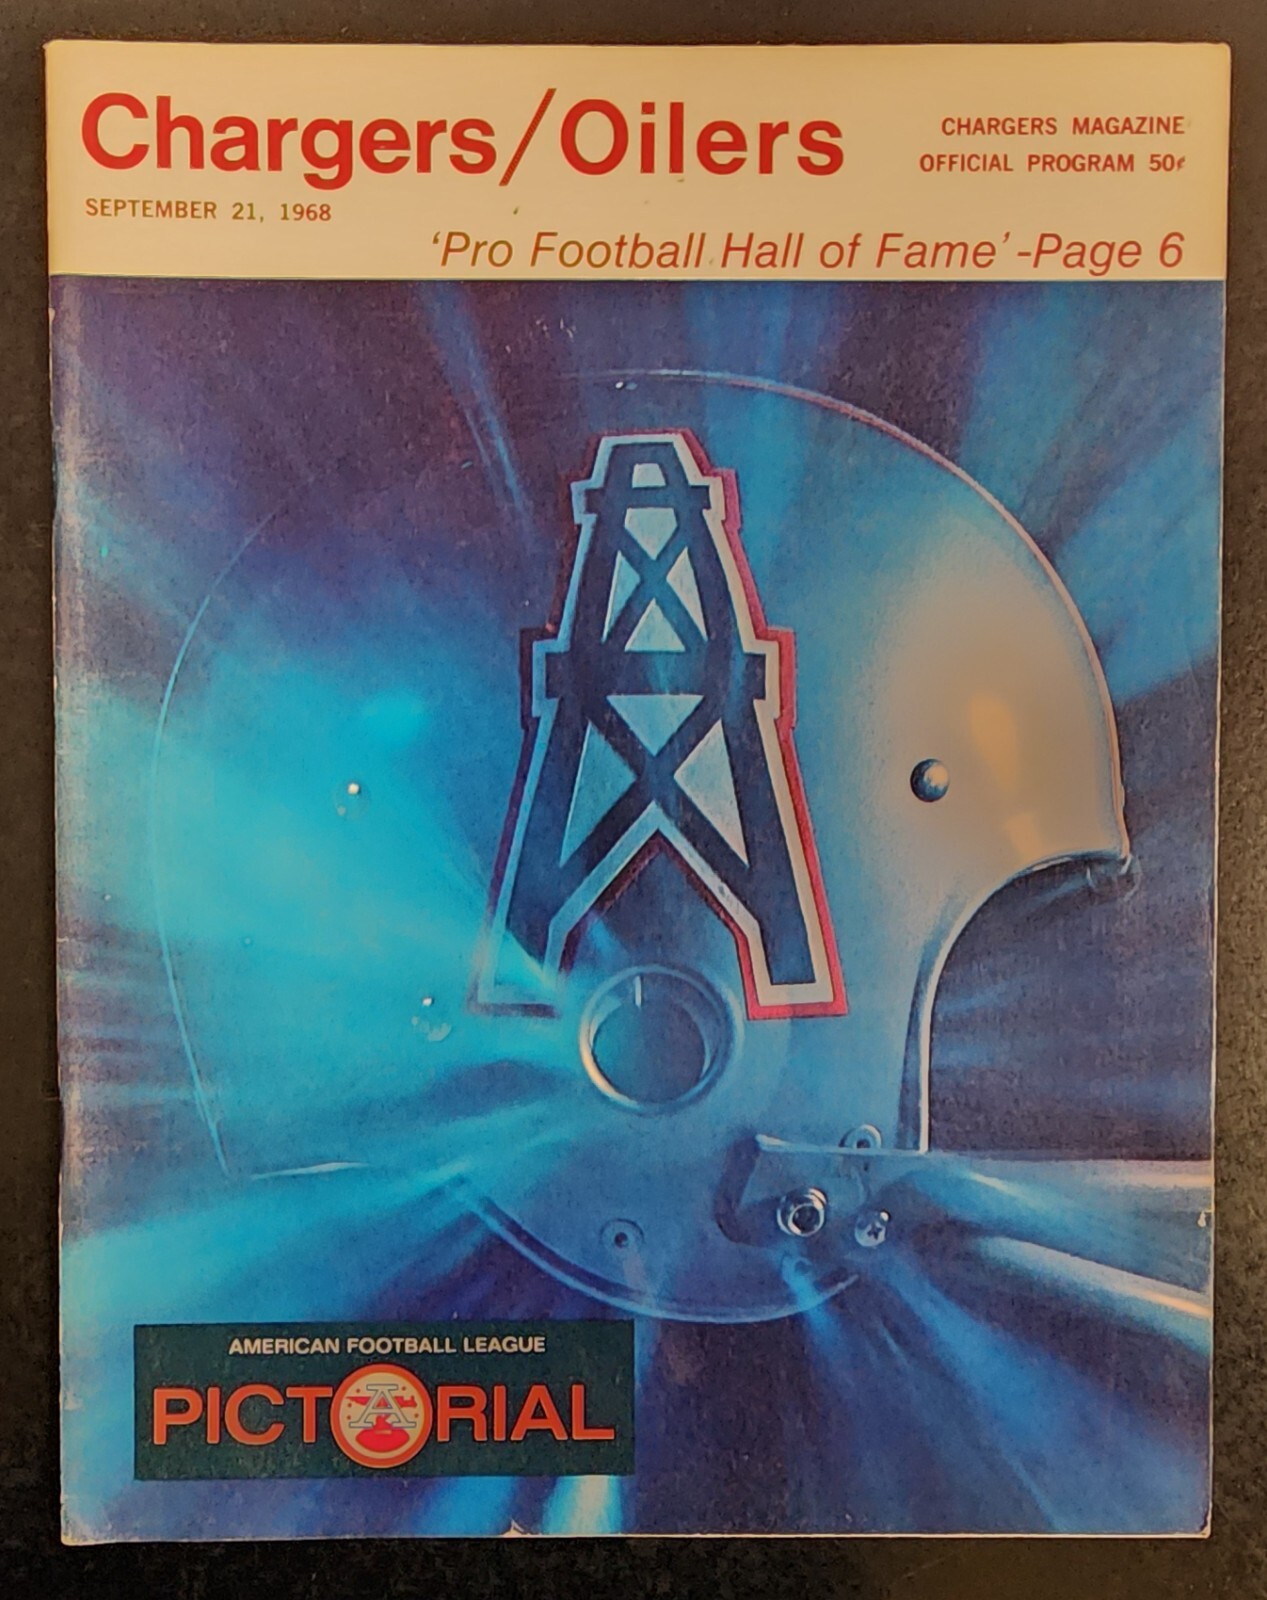 Chargers/Oilers
CHARGERS MAGAZINE
OFFICIAL PROGRAM 50¢
SEPTEMBER 21, 1968
'Pro Football Hall of Fame'-Page 6
AMERICAN FOOTBALL LEAGUE
PICTORIAL
A